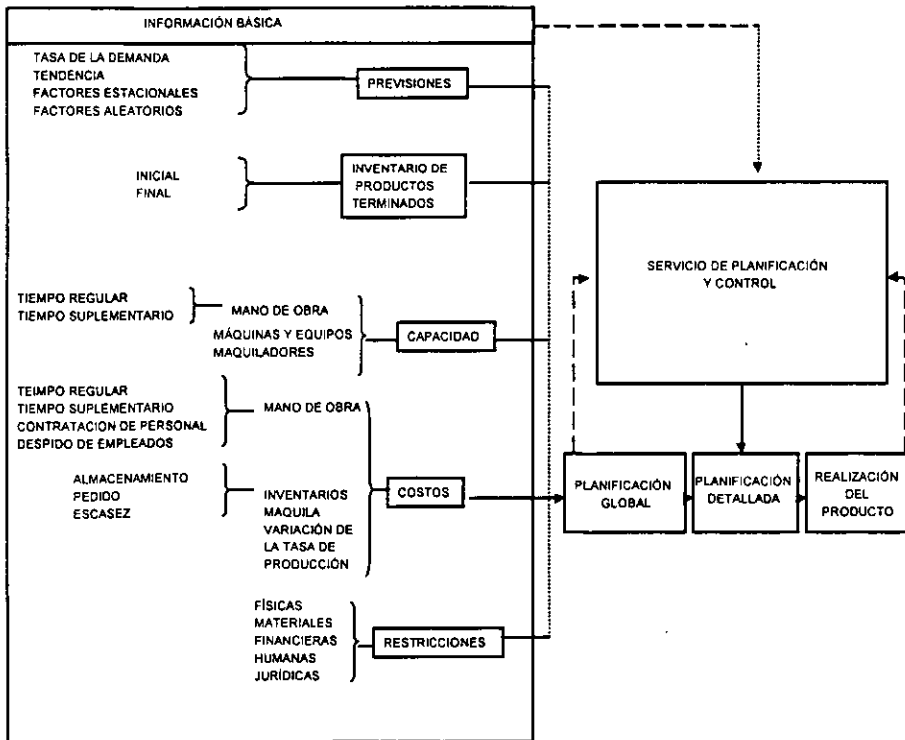 INFORMACIÓN BÁSICA
TASA DE LA DEMANDA
TENDENCIA
FACTORES ESTACIONALES
FACTORES ALEATORIOS
PREVISIONES
INICIAL
FINAL
INVENTARIO DE
PRODUCTOS
TERMINADOS
TIEMPO REGULAR
TIEMPO SUPLEMENTARIO
MANO DE OBRA
MÁQUINAS Y EQUIPOS
MAQUILADORES
CAPACIDAD
TEIMPO REGULAR
TIEMPO SUPLEMENTARIO
CONTRATACION DE PERSONAL
DESPIDO DE EMPLEADOS
MANO DE OBRA
ALMACENAMIENTO
PEDIDO
ESCASEZ
INVENTARIOS
MAQUILA
VARIACIÓN DE
LA TASA DE
PRODUCCIÓN
COSTOS
FÍSICAS
MATERIALES
FINANCIERAS
HUMANAS
JURÍDICAS
RESTRICCIONES
SERVICIO DE PLANIFICACIÓN
Y CONTROL
PLANIFICACIÓN
GLOBAL
PLANIFICACIÓN
DETALLADA
REALIZACIÓN
DEL
PRODUCTO